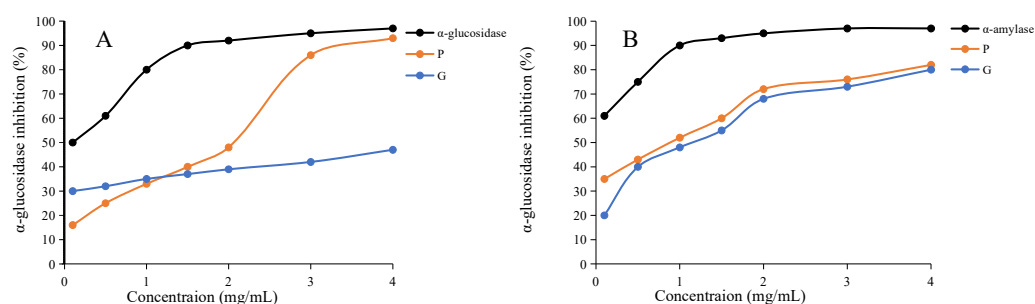 A
α-glucosidase inhibition (%)
100
90
80
70
60
50
40
30
20
10
0
0
1
2
3
4
Concentraion (mg/mL)
α-glucosidase
P
G
B
α-glucosidase inhibition (%)
100
90
80
70
60
50
40
30
20
10
0
0
1
2
3
4
Concentraion (mg/mL)
α-amylase
P
G